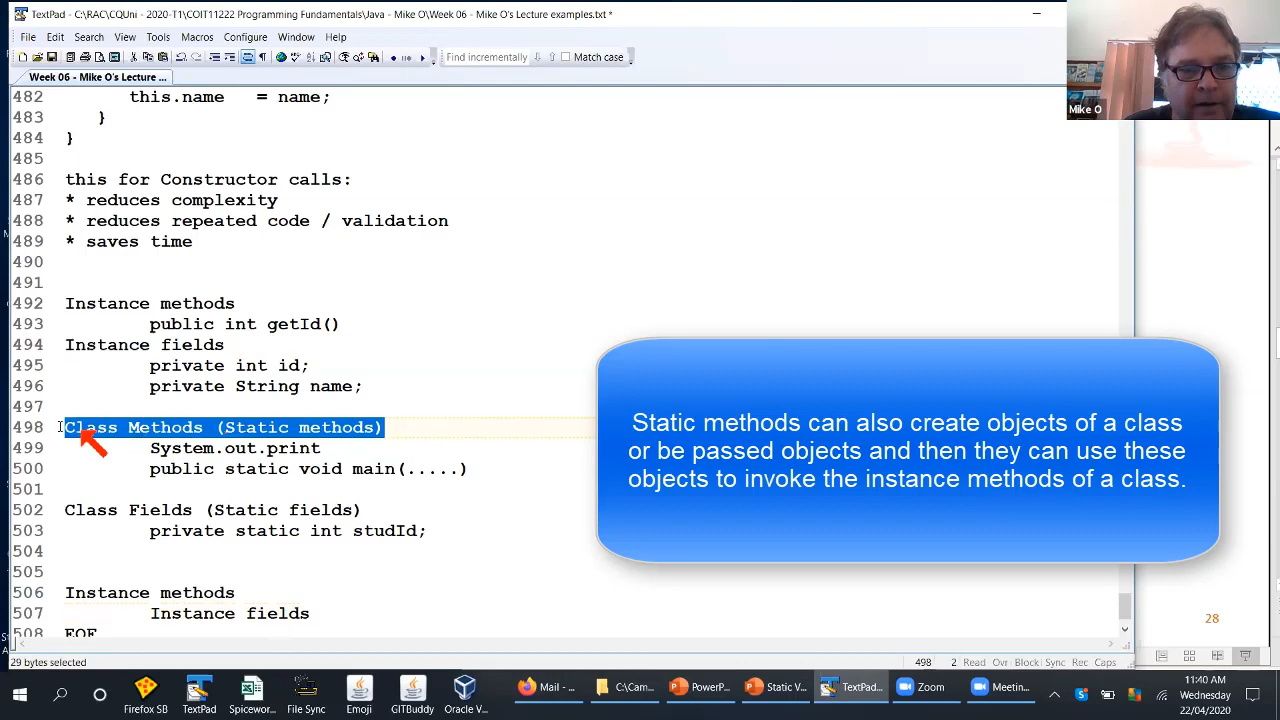 TextPad - C:\RAC\CQUni - 2020-T1\COIT11222 Programming Fundamentals\Java - Mike O\Week 06 - Mike O's Lecture examples.txt *
File Edit Search View Tools Macros Configure Window Help
Find incrementally Match case
Week 06 - Mike O's Lecture ...
Mike O
482 this.name = name;
483 }
484 }
485
486 this for Constructor calls:
487 * reduces complexity
488 * reduces repeated code / validation
489 * saves time
490
491
492 Instance methods
493 public int getId()
494 Instance fields
495 private int id;
496 private String name;
497
498 Class Methods (Static methods)
499 System.out.print
500 public static void main(.....)
501
502 Class Fields (Static fields)
503 private static int studId;
504
505
506 Instance methods
507 Instance fields
508 EOF
Static methods can also create objects of a class
or be passed objects and then they can use these
objects to invoke the instance methods of a class.
28
29 bytes selected 498 2 Read Ovr Block Sync Rec Caps
Firefox SB TextPad Spicewor... File Sync Emoji GITBuddy Oracle V...
Mail - ... C:\Cam... PowerP... Static V... TextPad... Zoom Meetin...
11:40 AM
Wednesday
22/04/2020